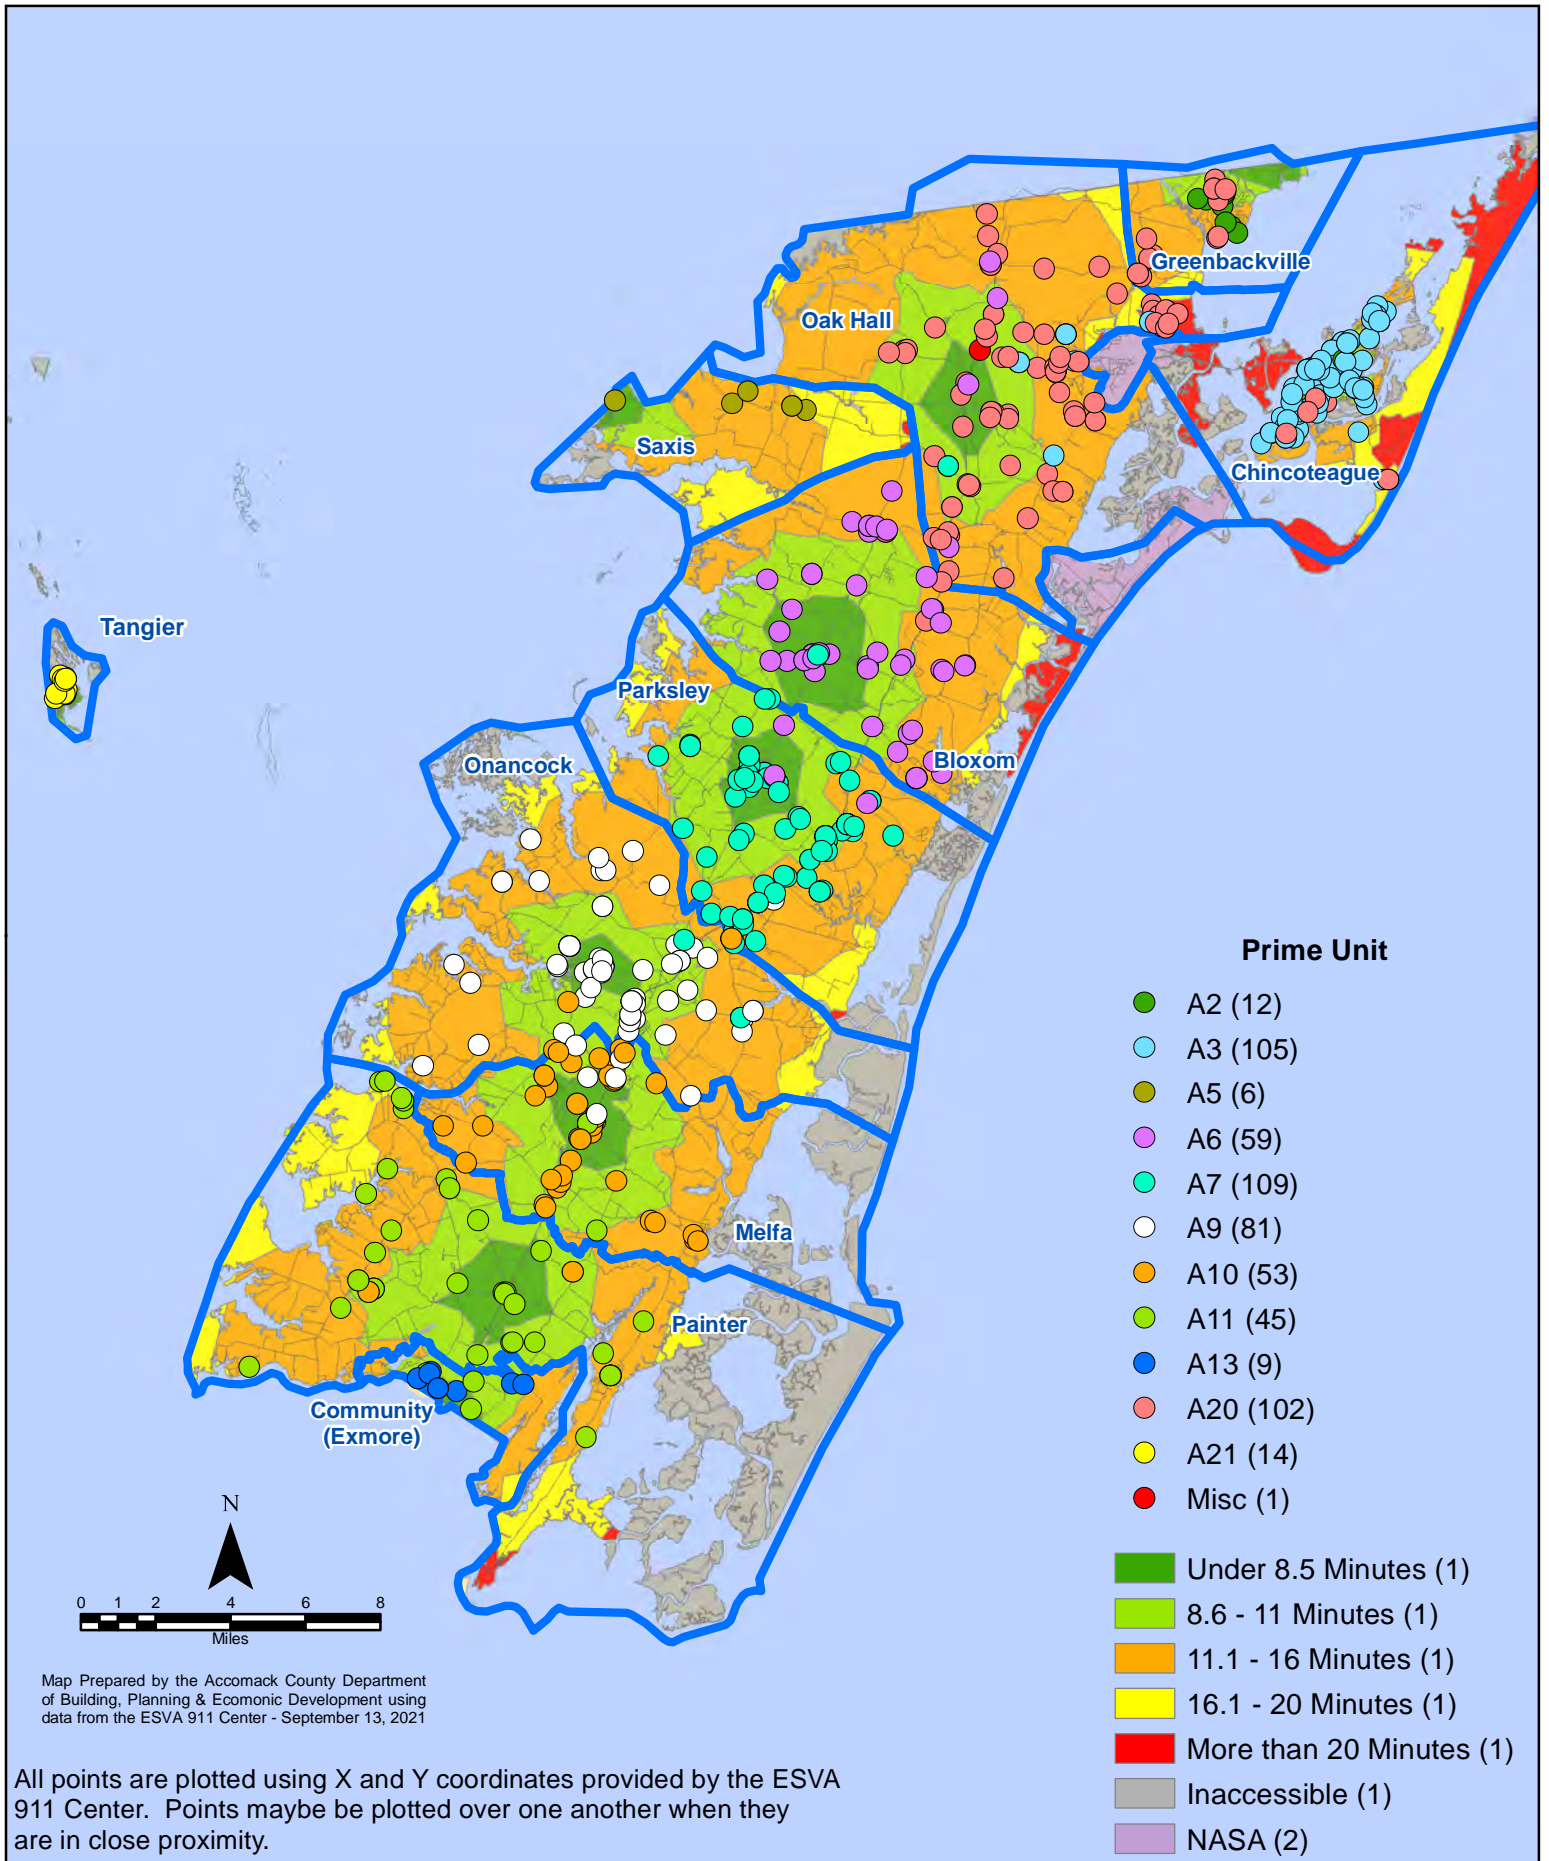 Greenbackville
Oak Hall
Saxis
Chincoteague
Tangier
Parksley
Bloxom
Onancock
Melfa
Painter
Community
(Exmore)
Prime Unit
A2 (12)
A3 (105)
A5 (6)
A6 (59)
A7 (109)
A9 (81)
A10 (53)
A11 (45)
A13 (9)
A20 (102)
A21 (14)
Misc (1)
Under 8.5 Minutes (1)
8.6 - 11 Minutes (1)
11.1 - 16 Minutes (1)
16.1 - 20 Minutes (1)
More than 20 Minutes (1)
Inaccessible (1)
NASA (2)
N
0 1 2 4 6 8
Miles
Map Prepared by the Accomack County Department
of Building, Planning & Ecomonic Development using
data from the ESVA 911 Center - September 13, 2021
All points are plotted using X and Y coordinates provided by the ESVA
911 Center. Points maybe be plotted over one another when they
are in close proximity.